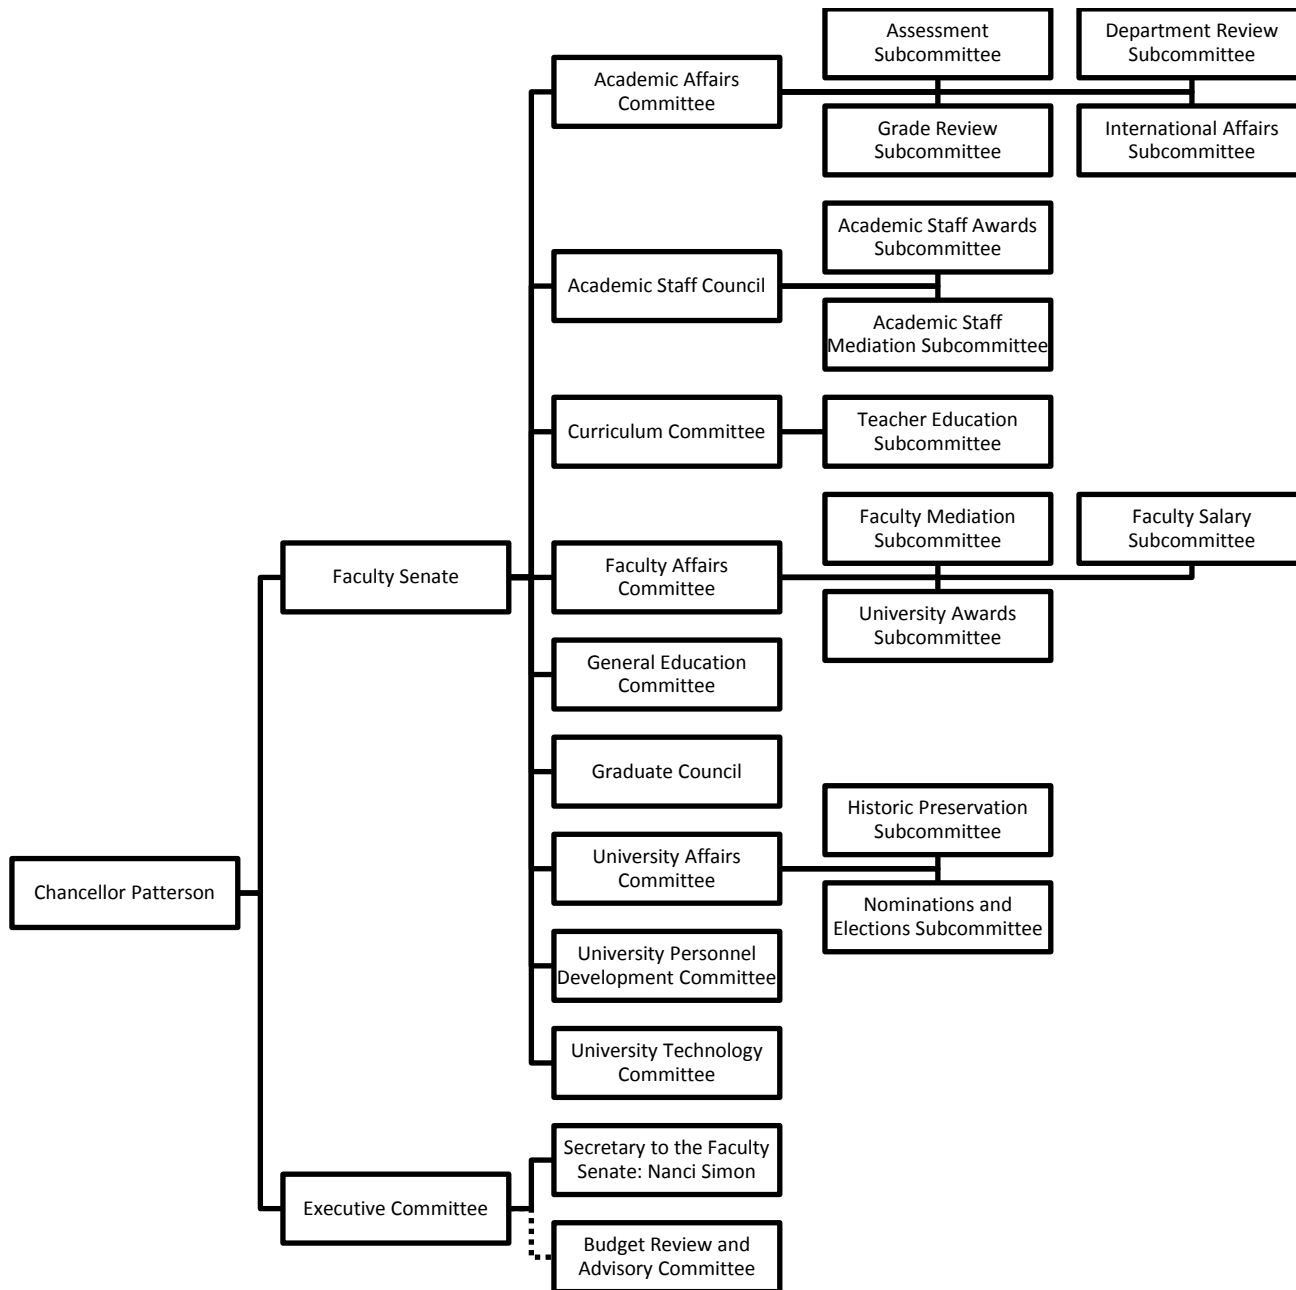 Assessment
Subcommittee
Department Review
Subcommittee
Academic Affairs
Committee
Grade Review
Subcommittee
International Affairs
Subcommittee
Academic Staff Awards
Subcommittee
Academic Staff Council
Academic Staff
Mediation Subcommittee
Curriculum Committee
Teacher Education
Subcommittee
Faculty Mediation
Subcommittee
Faculty Salary
Subcommittee
Faculty Senate
Faculty Affairs
Committee
University Awards
Subcommittee
General Education
Committee
Graduate Council
Historic Preservation
Subcommittee
University Affairs
Committee
Chancellor Patterson
Nominations and
Elections Subcommittee
University Personnel
Development Committee
University Technology
Committee
Secretary to the Faculty
Senate: Nanci Simon
Executive Committee
Budget Review and
Advisory Committee